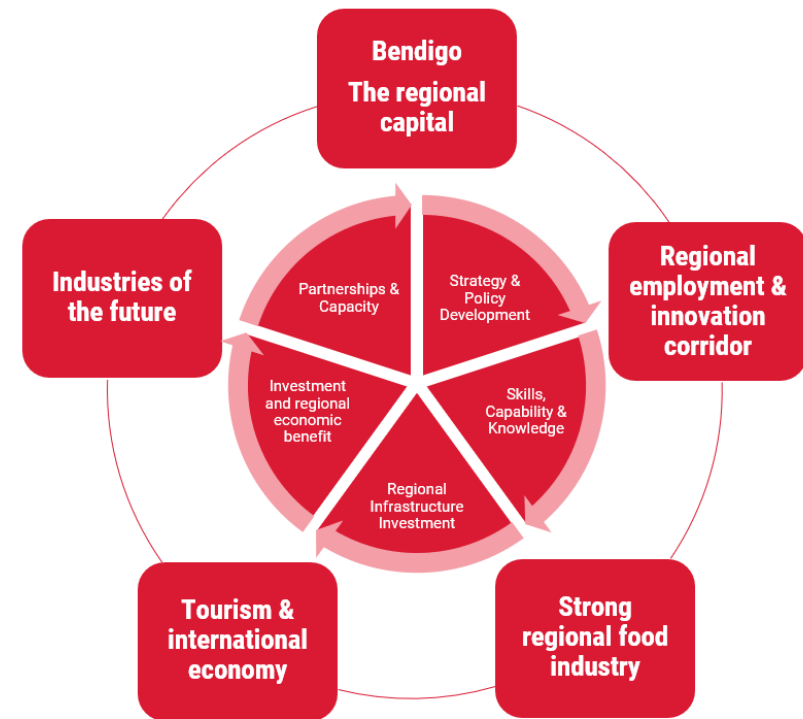 Bendigo
The regional
capital
Regional
employment &
innovation
corridor
Strong
regional food
industry
Tourism &
international
economy
Industries of
the future
Partnerships &
Capacity
Strategy &
Policy
Development
Skills,
Capability &
Knowledge
Regional
Infrastructure
Investment
Investment
and regional
economic
benefit